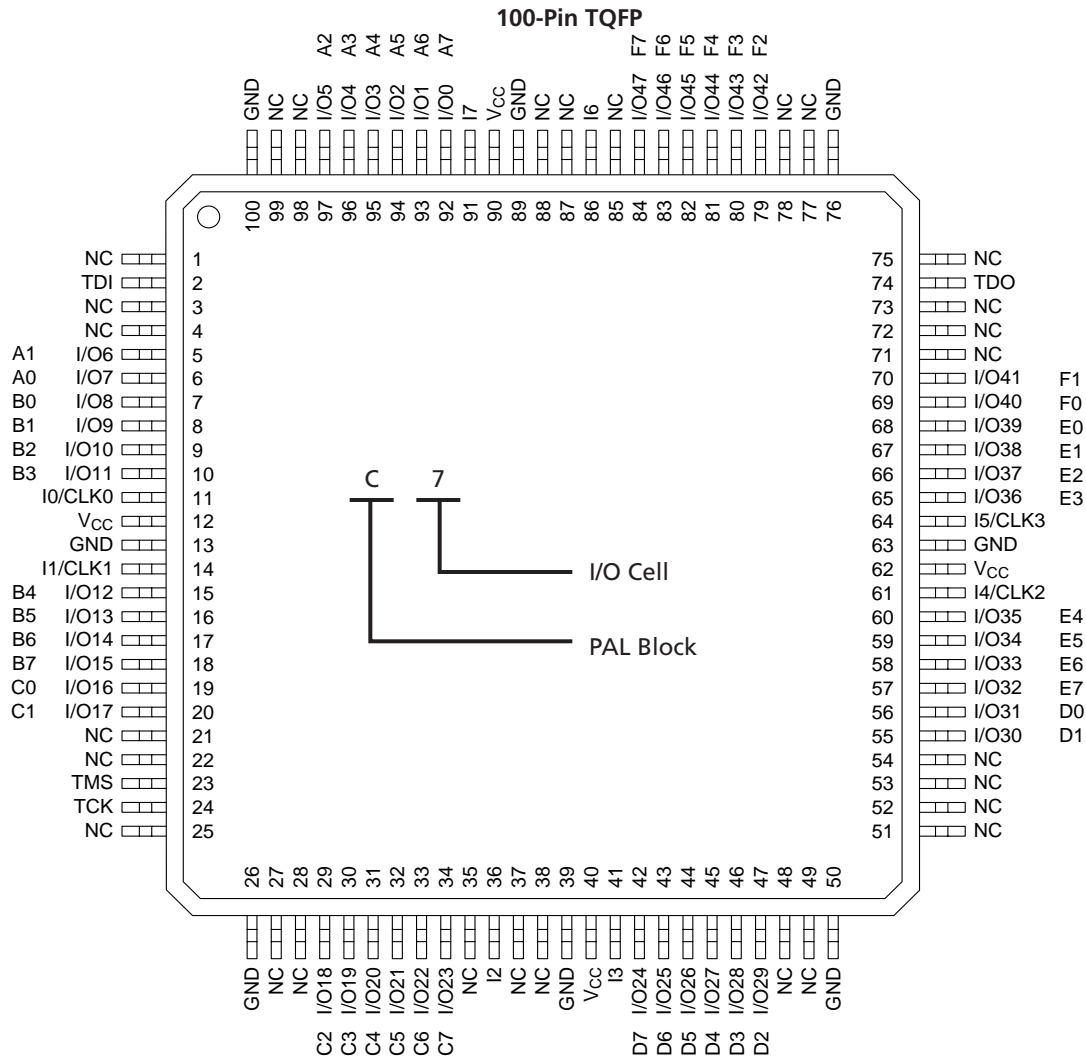 100-Pin TQFP
A2 A3 A4 A5 A6 A7 F7 F6 F5 F4 F3 F2
GND NC NC I/O5 I/O4 I/O3 I/O2 I/O1 I/O0 I7 VCC GND NC NC I6 NC I/O47 I/O46 I/O45 I/O44 I/O43 I/O42 NC NC GND
100 99 98 97 96 95 94 93 92 91 90 89 88 87 86 85 84 83 82 81 80 79 78 77 76
NC 1 75 NC
TDI 2 74 TDO
NC 3 73 NC
NC 4 72 NC
A1 I/O6 5 71 NC
A0 I/O7 6 70 I/O41 F1
B0 I/O8 7 69 I/O40 F0
B1 I/O9 8 68 I/O39 E0
B2 I/O10 9 67 I/O38 E1
B3 I/O11 10 66 I/O37 E2
C 7
I0/CLK0 11 65 I/O36 E3
VCC 12 64 I5/CLK3
GND 13 63 GND
I1/CLK1 14 I/O Cell 62 VCC
B4 I/O12 15 61 I4/CLK2
B5 I/O13 16 60 I/O35 E4
B6 I/O14 17 PAL Block 59 I/O34 E5
B7 I/O15 18 58 I/O33 E6
C0 I/O16 19 57 I/O32 E7
C1 I/O17 20 56 I/O31 D0
NC 21 55 I/O30 D1
NC 22 54 NC
TMS 23 53 NC
TCK 24 52 NC
NC 25 51 NC
26 27 28 29 30 31 32 33 34 35 36 37 38 39 40 41 42 43 44 45 46 47 48 49 50
GND NC NC I/O18 I/O19 I/O20 I/O21 I/O22 I/O23 NC I2 NC NC GND VCC I3 I/O24 I/O25 I/O26 I/O27 I/O28 I/O29 NC NC GND
C2 C3 C4 C5 C6 C7 D7 D6 D5 D4 D3 D2